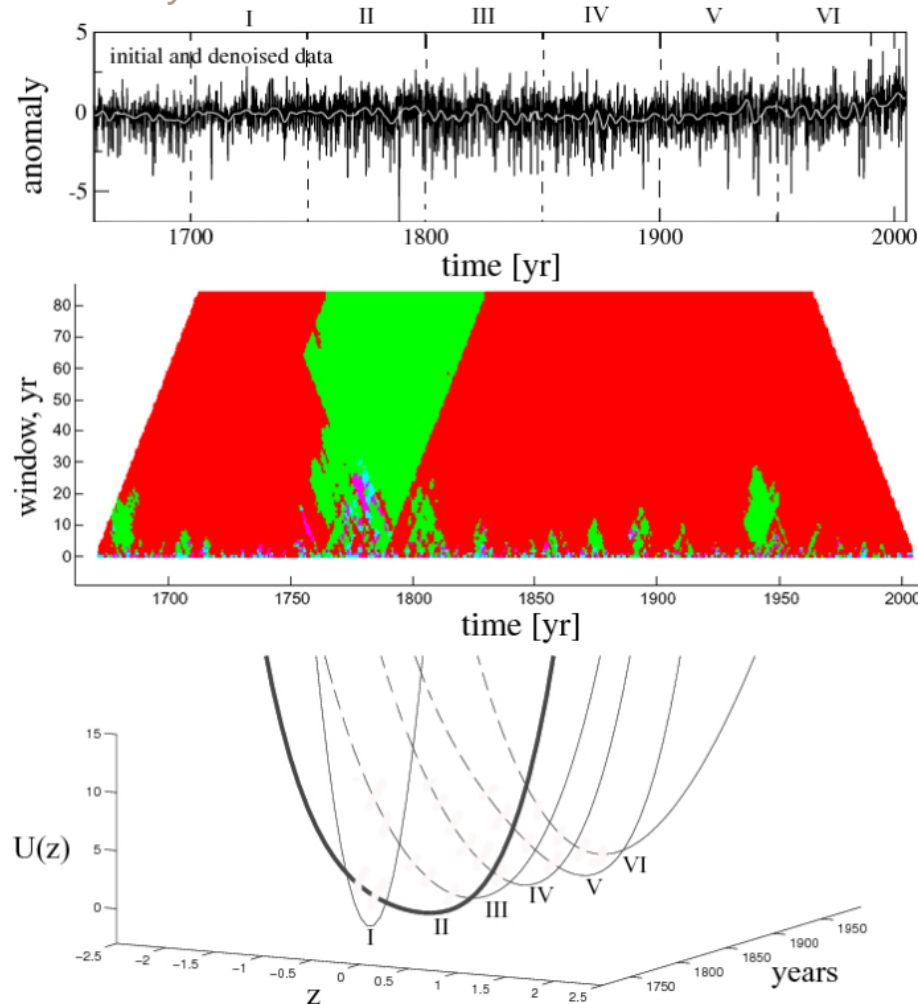 I II III IV V VI
5
initial and denoised data
0
-5
anomaly
1700 1800 1900 2000
time [yr]
80
70
60
50
40
30
20
10
0
window, yr
1700 1750 1800 1850 1900 1950 2000
time [yr]
15
10
5
0
U(z)
I II III IV V VI
-2.5 -2 -1.5 -1 -0.5 0 0.5 1 1.5 2 2.5
z
1750 1800 1850 1900 1950
years